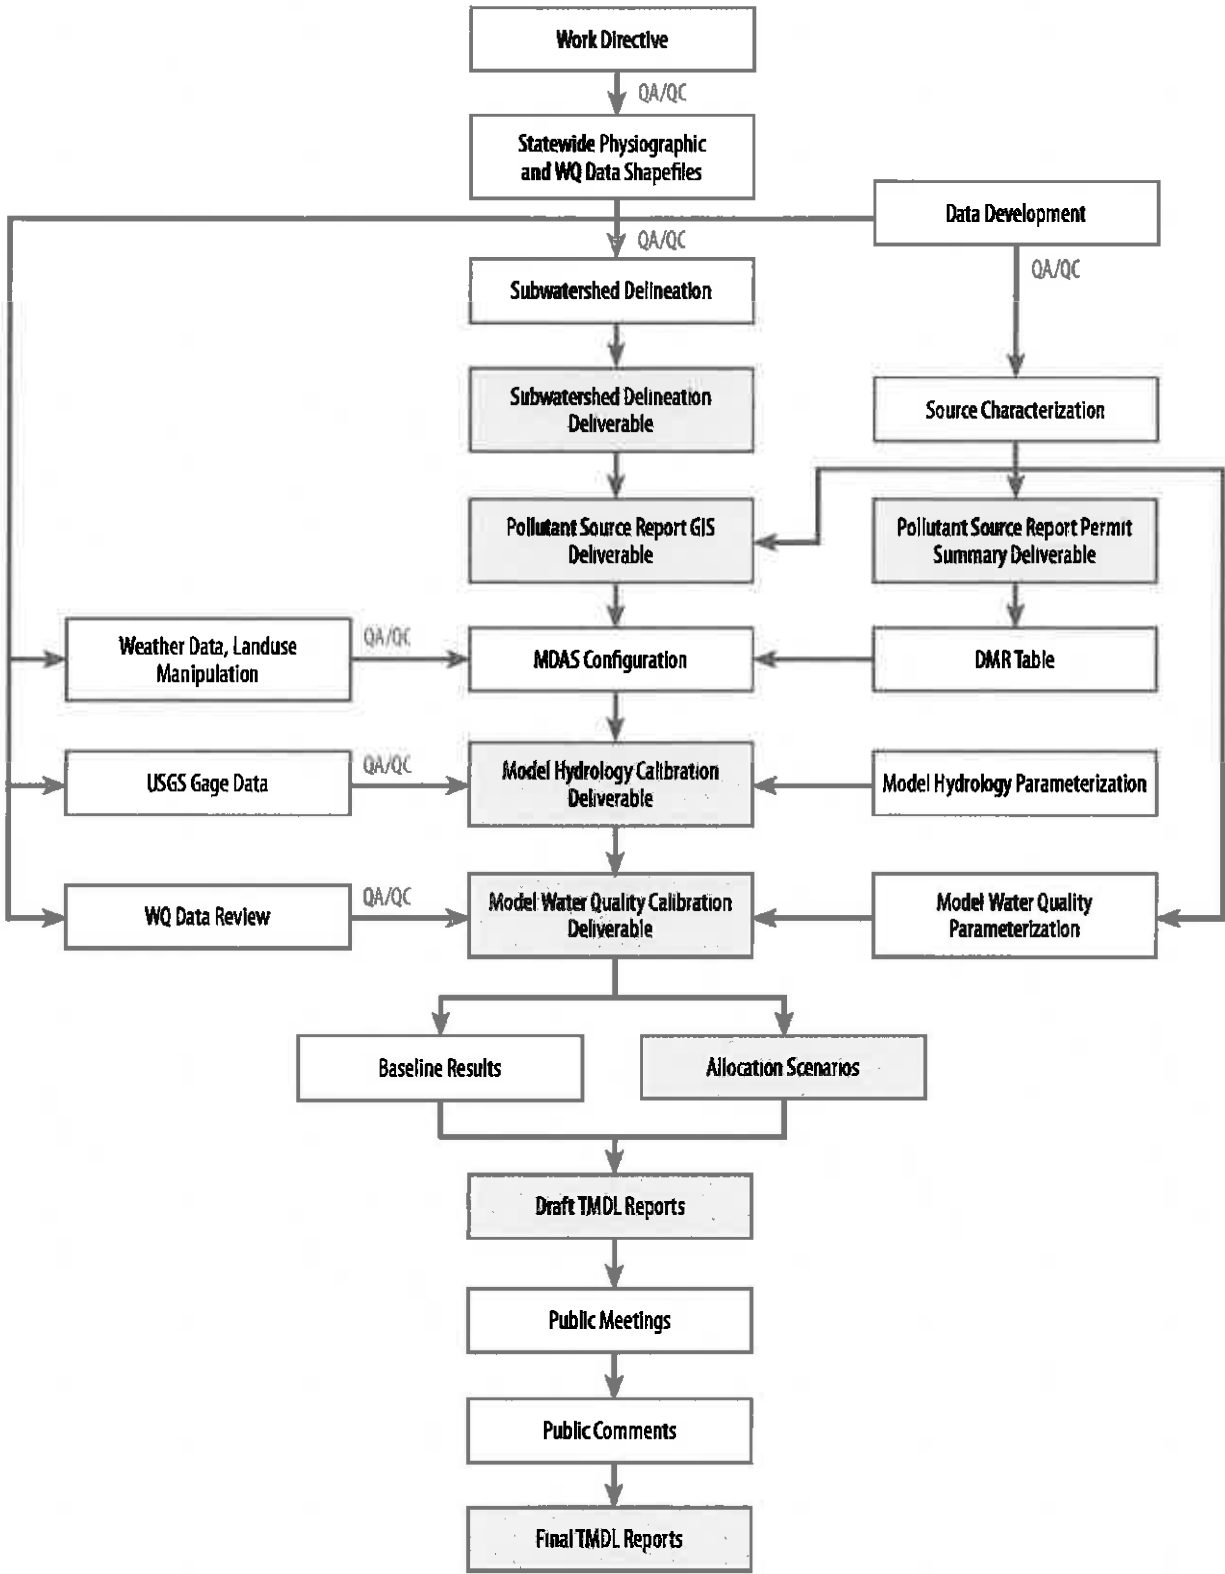 Work Directive
QA/QC
Statewide Physiographic
and WQ Data Shapefiles
Data Development
QA/QC
QA/QC
Subwatershed Delineation
Subwatershed Delineation
Deliverable
Source Characterization
Pollutant Source Report GIS
Deliverable
Pollutant Source Report Permit
Summary Deliverable
Weather Data, Landuse
Manipulation
QA/QC
MDAS Configuration
DMR Table
USGS Gage Data
QA/QC
Model Hydrology Calibration
Deliverable
Model Hydrology Parameterization
WQ Data Review
QA/QC
Model Water Quality Calibration
Deliverable
Model Water Quality
Parameterization
Baseline Results
Allocation Scenarios
Draft TMDL Reports
Public Meetings
Public Comments
Final TMDL Reports